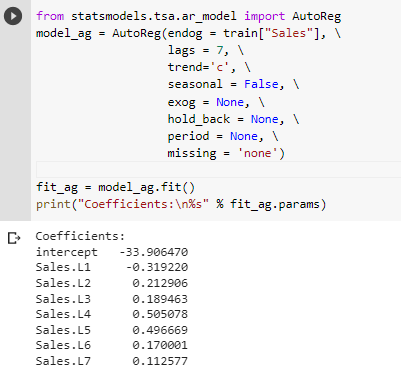 from statsmodels.tsa.ar_model import AutoReg
model_ag = AutoReg(endog = train["Sales"], \
                   lags = 7, \
                   trend='c', \
                   seasonal = False, \
                   exog = None, \
                   hold_back = None, \
                   period = None, \
                   missing = 'none')
fit_ag = model_ag.fit()
print("Coefficients:\n%s" % fit_ag.params)
Coefficients:
intercept   -33.906470
Sales.L1     -0.319220
Sales.L2      0.212906
Sales.L3      0.189463
Sales.L4      0.505078
Sales.L5      0.496669
Sales.L6      0.170001
Sales.L7      0.112577